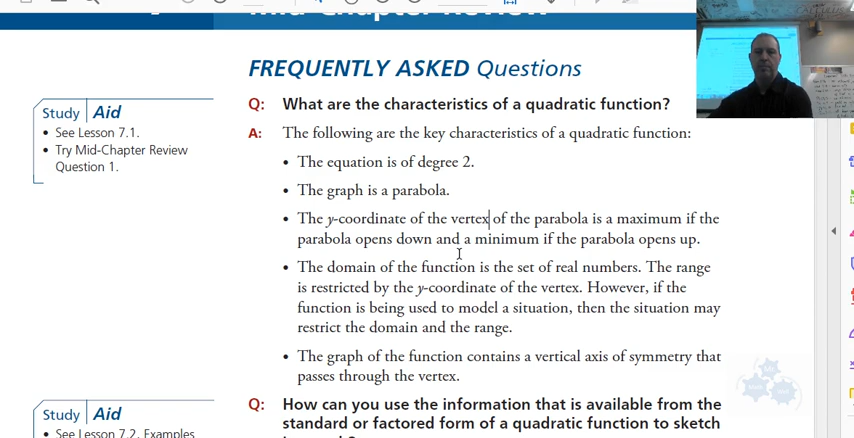 Mid-Chapter Review
FREQUENTLY ASKED Questions
Study | Aid
• See Lesson 7.1.
• Try Mid-Chapter Review
Question 1.
Q: What are the characteristics of a quadratic function?
A: The following are the key characteristics of a quadratic function:
• The equation is of degree 2.
• The graph is a parabola.
• The y-coordinate of the vertex of the parabola is a maximum if the
parabola opens down and a minimum if the parabola opens up.
• The domain of the function is the set of real numbers. The range
is restricted by the y-coordinate of the vertex. However, if the
function is being used to model a situation, then the situation may
restrict the domain and the range.
• The graph of the function contains a vertical axis of symmetry that
passes through the vertex.
Study | Aid
• See Lesson 7.2, Examples
Q: How can you use the information that is available from the
standard or factored form of a quadratic function to sketch